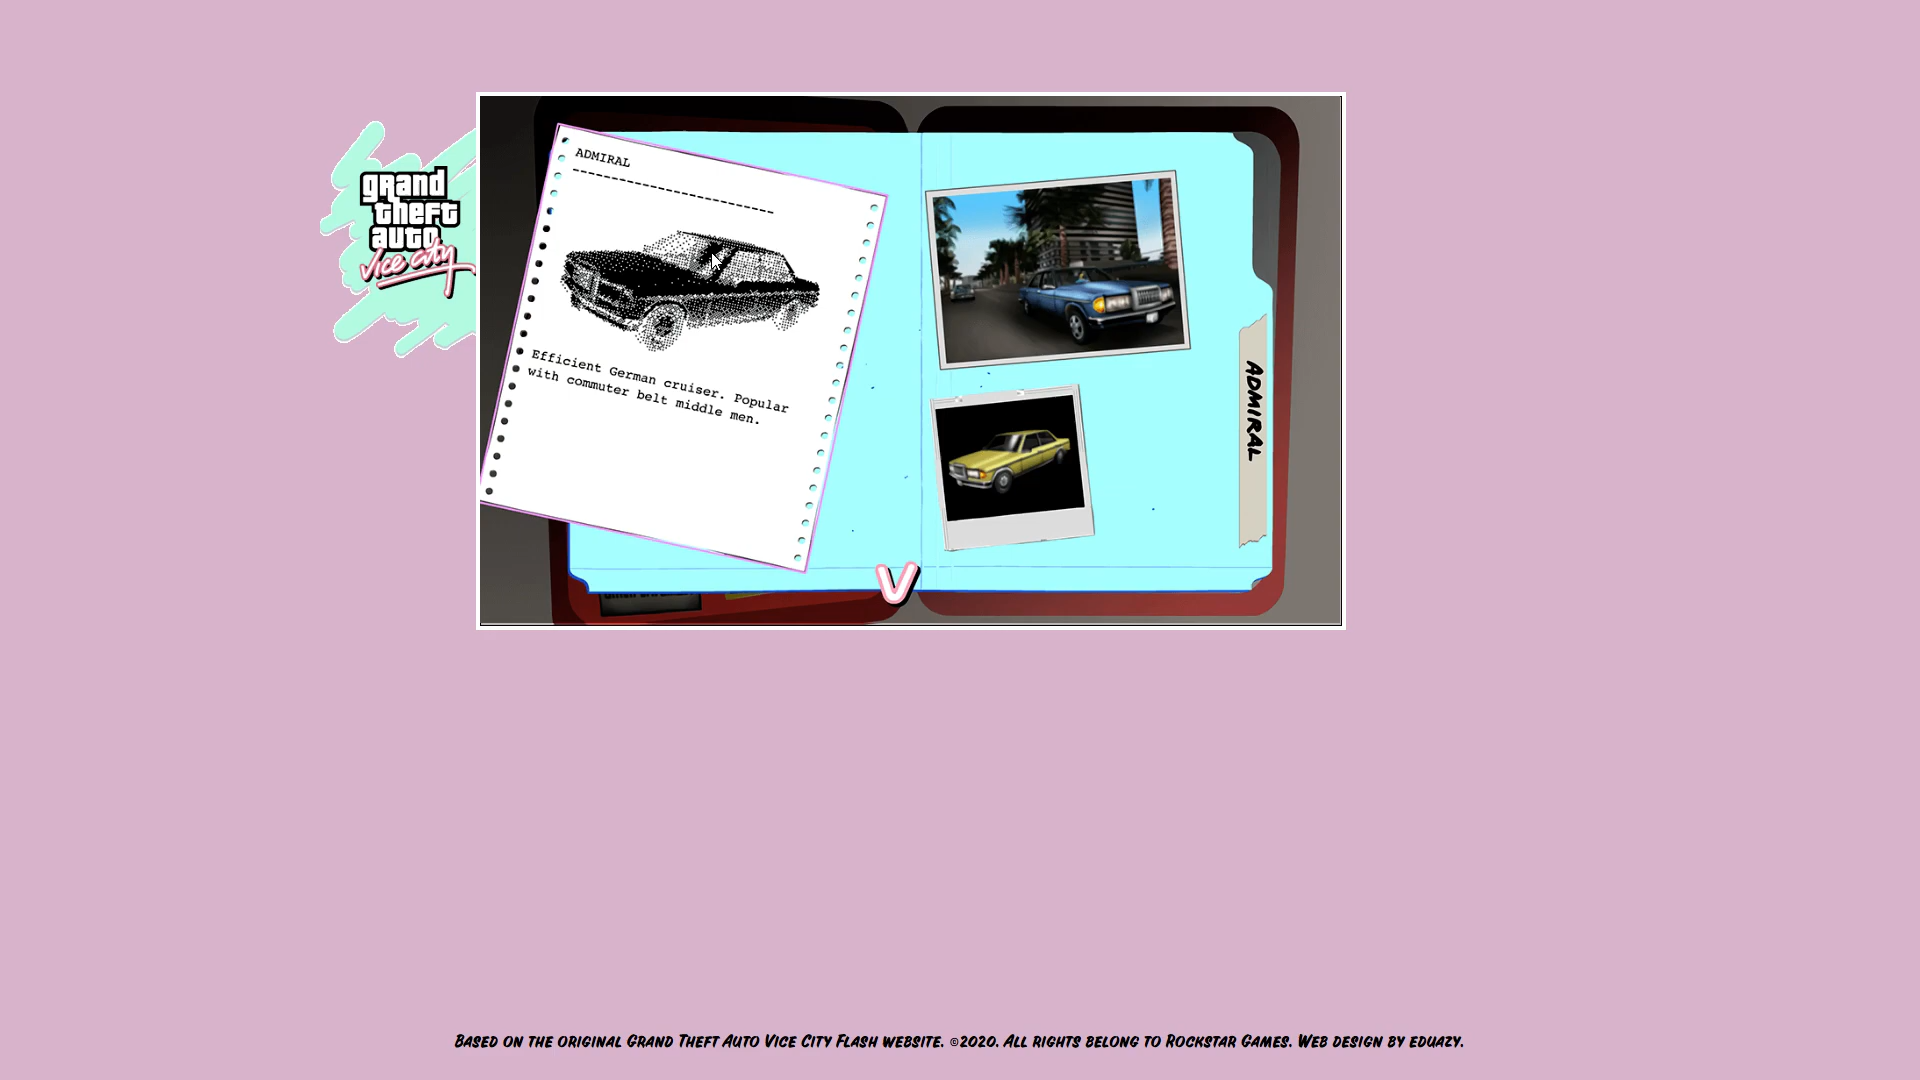 grand
theft
auto
vice city
ADMIRAL
Efficient German cruiser. Popular
with commuter belt middle men.
ADMIRAL
V
Based on the original Grand Theft Auto Vice City Flash website. ©2020. All rights belong to Rockstar Games. Web design by eduazy.